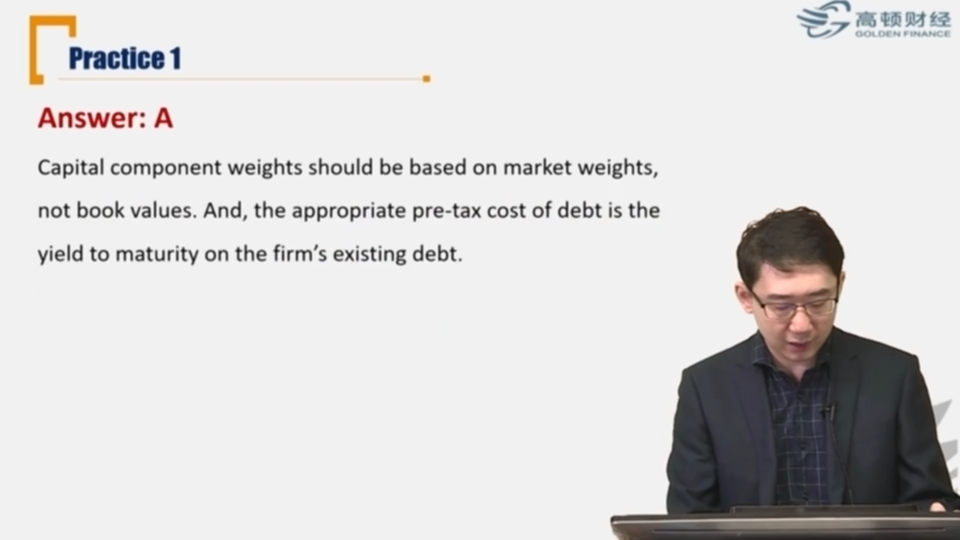 高顿财经
GOLDEN FINANCE
Practice 1
Answer: A
Capital component weights should be based on market weights,
not book values. And, the appropriate pre-tax cost of debt is the
yield to maturity on the firm’s existing debt.